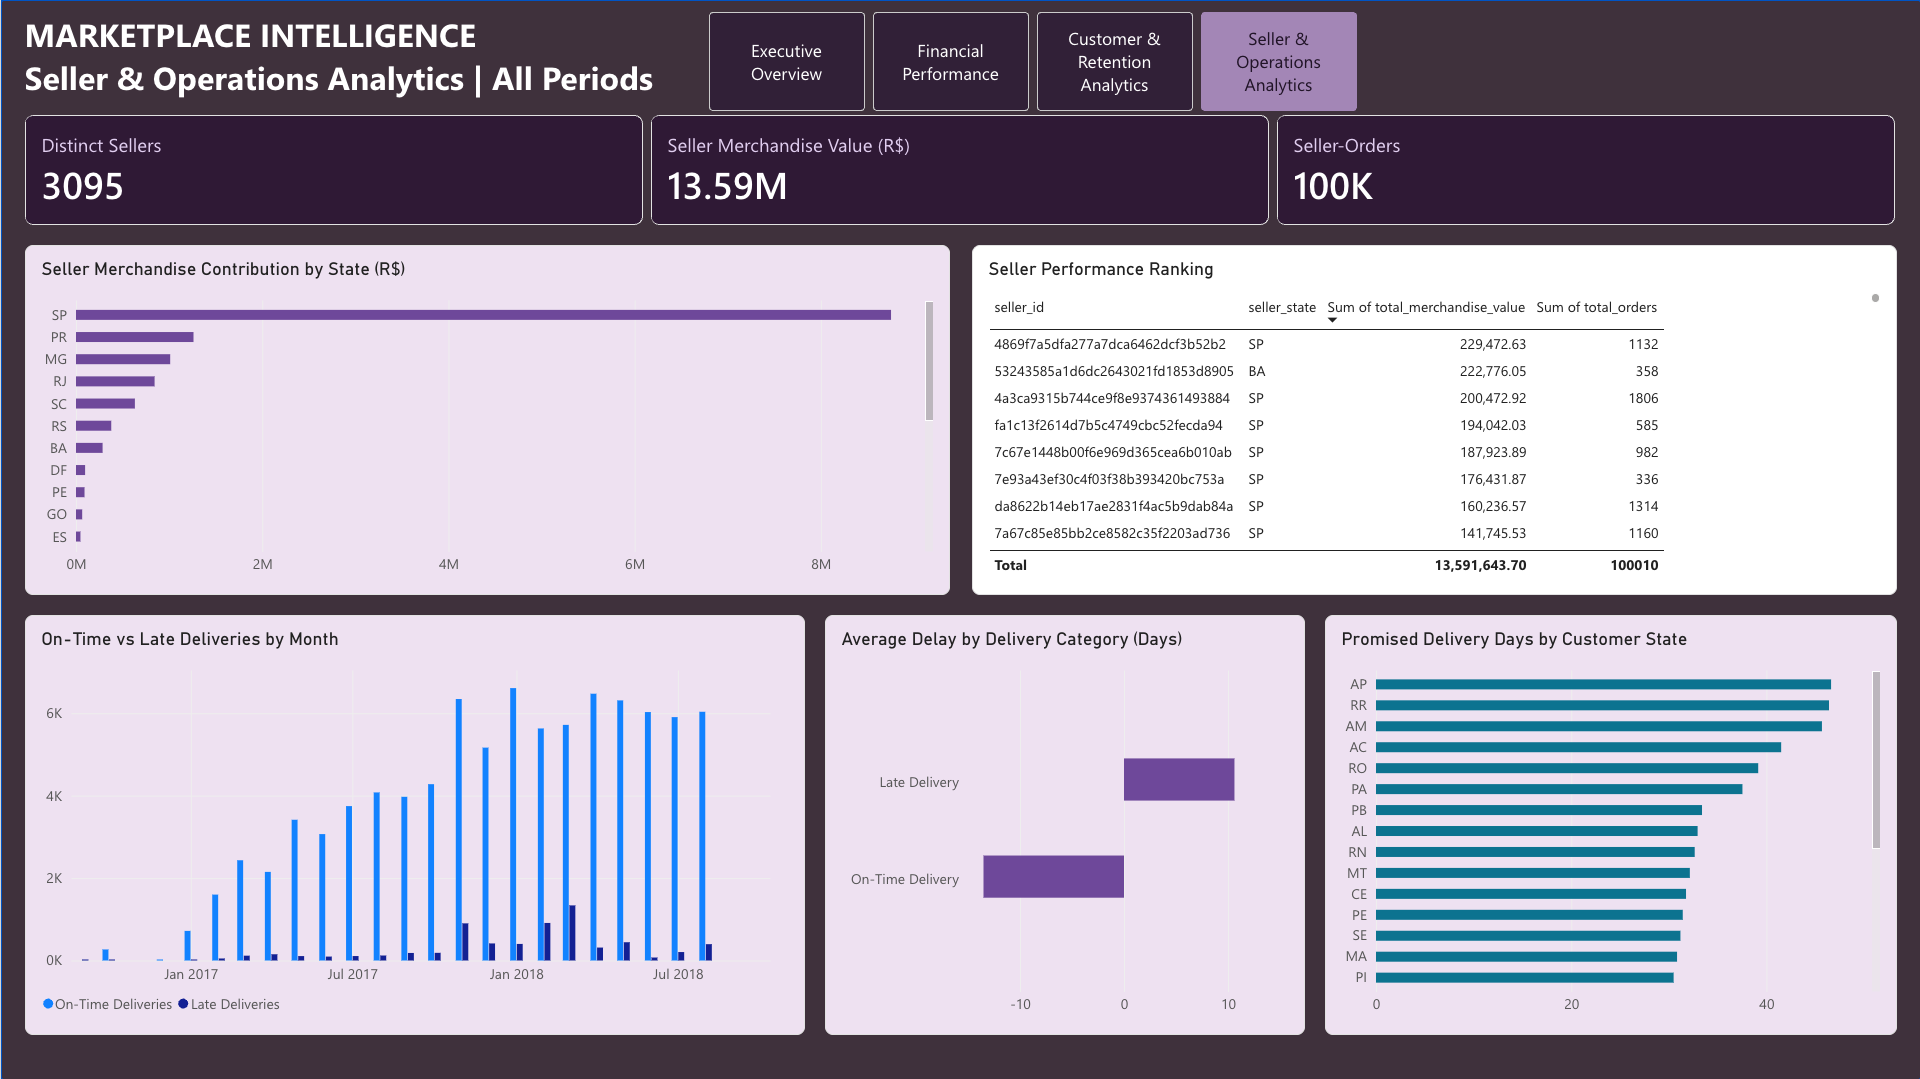 MARKETPLACE INTELLIGENCE
Seller & Operations Analytics | All Periods
Executive
Overview
Financial
Performance
Customer &
Retention
Analytics
Seller &
Operations
Analytics
Distinct Sellers
3095
Seller Merchandise Value (R$)
13.59M
Seller-Orders
100K
Seller Merchandise Contribution by State (R$)
SP
PR
MG
RJ
SC
RS
BA
DF
PE
GO
ES
0M 2M 4M 6M 8M
Seller Performance Ranking
seller_id seller_state Sum of total_merchandise_value Sum of total_orders
4869f7a5dfa277a7dca6462dcf3b52b2 SP 229,472.63 1132
53243585a1d6dc2643021fd1853d8905 BA 222,776.05 358
4a3ca9315b744ce9f8e9374361493884 SP 200,472.92 1806
fa1c13f2614d7b5c4749cbc52fecda94 SP 194,042.03 585
7c67e1448b00f6e969d365cea6b010ab SP 187,923.89 982
7e93a43ef30c4f03f38b393420bc753a SP 176,431.87 336
da8622b14eb17ae2831f4ac5b9dab84a SP 160,236.57 1314
7a67c85e85bb2ce8582c35f2203ad736 SP 141,745.53 1160
Total 13,591,643.70 100010
On-Time vs Late Deliveries by Month
6K
4K
2K
0K
Jan 2017 Jul 2017 Jan 2018 Jul 2018
On-Time Deliveries Late Deliveries
Average Delay by Delivery Category (Days)
Late Delivery
On-Time Delivery
-10 0 10
Promised Delivery Days by Customer State
AP
RR
AM
AC
RO
PA
PB
AL
RN
MT
CE
PE
SE
MA
PI
0 20 40